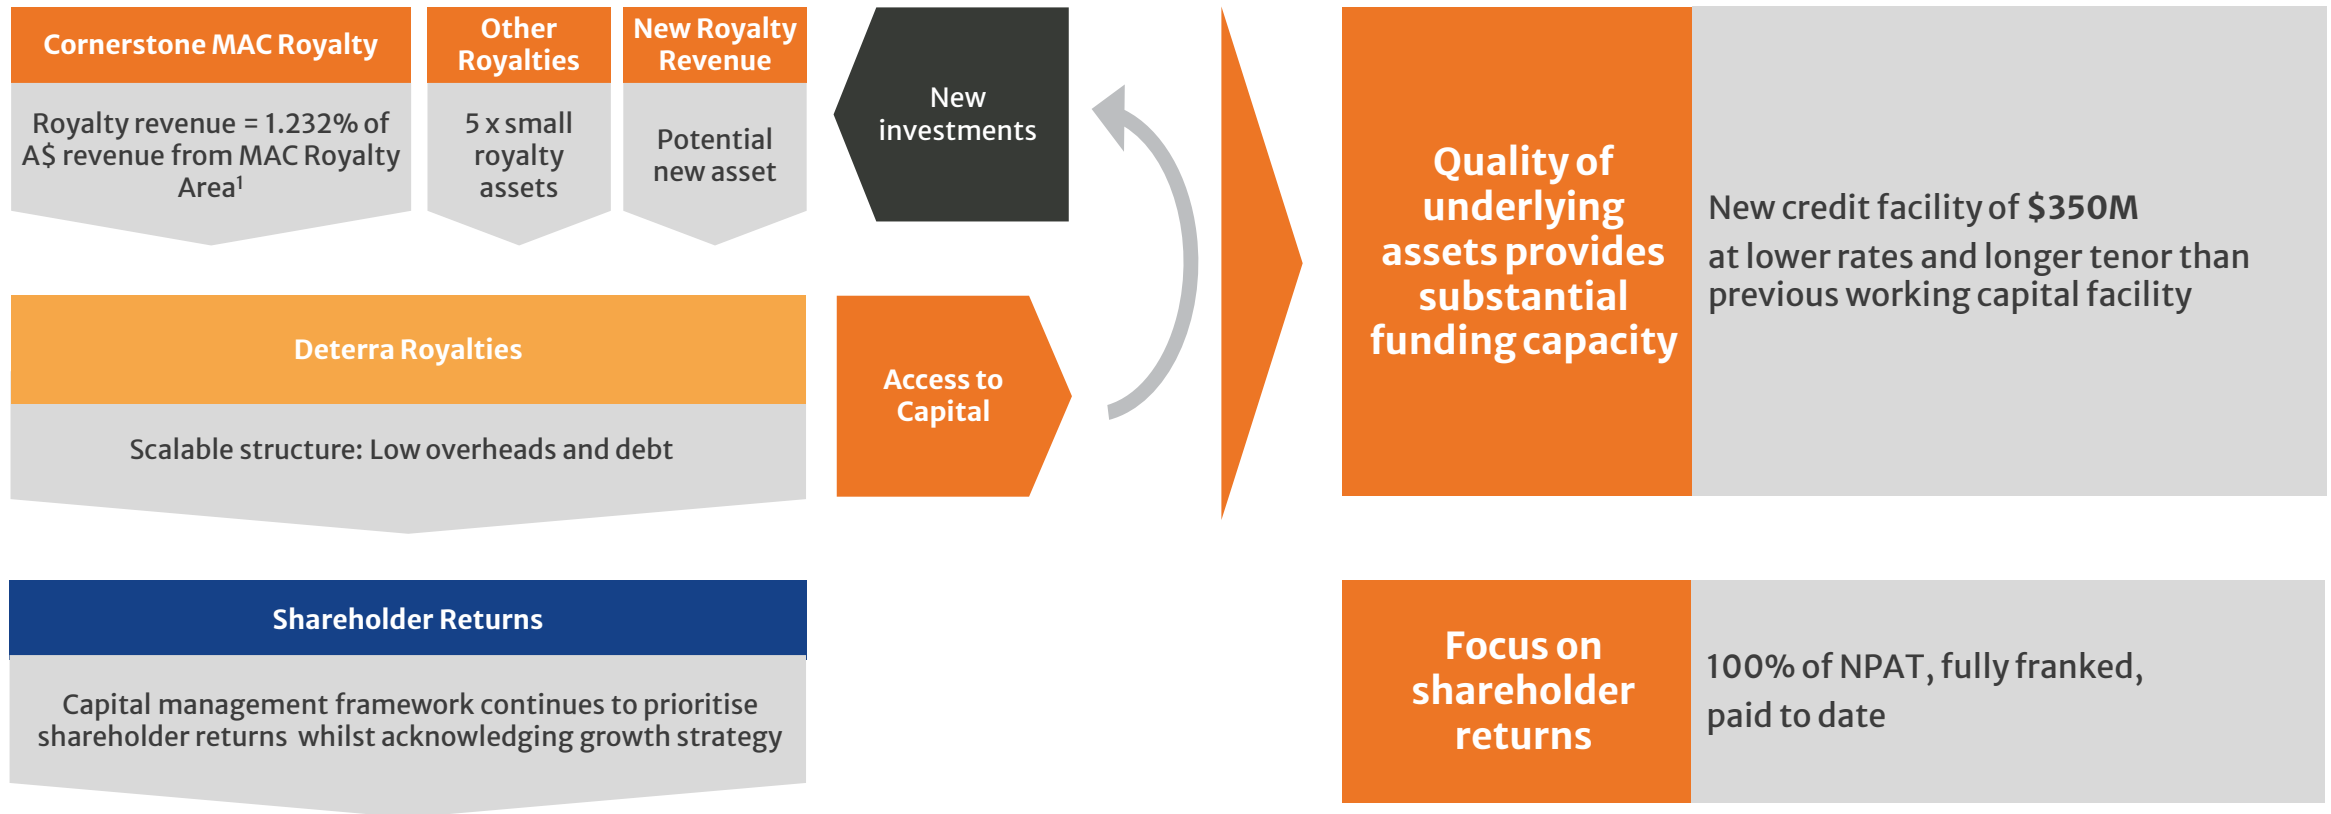 Cornerstone MAC Royalty
Royalty revenue = 1.232% of
A$ revenue from MAC Royalty
Area¹
Other
Royalties
5 x small
royalty
assets
New Royalty
Revenue
Potential
new asset
New
investments
Deterra Royalties
Scalable structure: Low overheads and debt
Access to
Capital
Shareholder Returns
Capital management framework continues to prioritise
shareholder returns whilst acknowledging growth strategy
Quality of
underlying
assets provides
substantial
funding capacity
New credit facility of $350M
at lower rates and longer tenor than
previous working capital facility
Focus on
shareholder
returns
100% of NPAT, fully franked,
paid to date